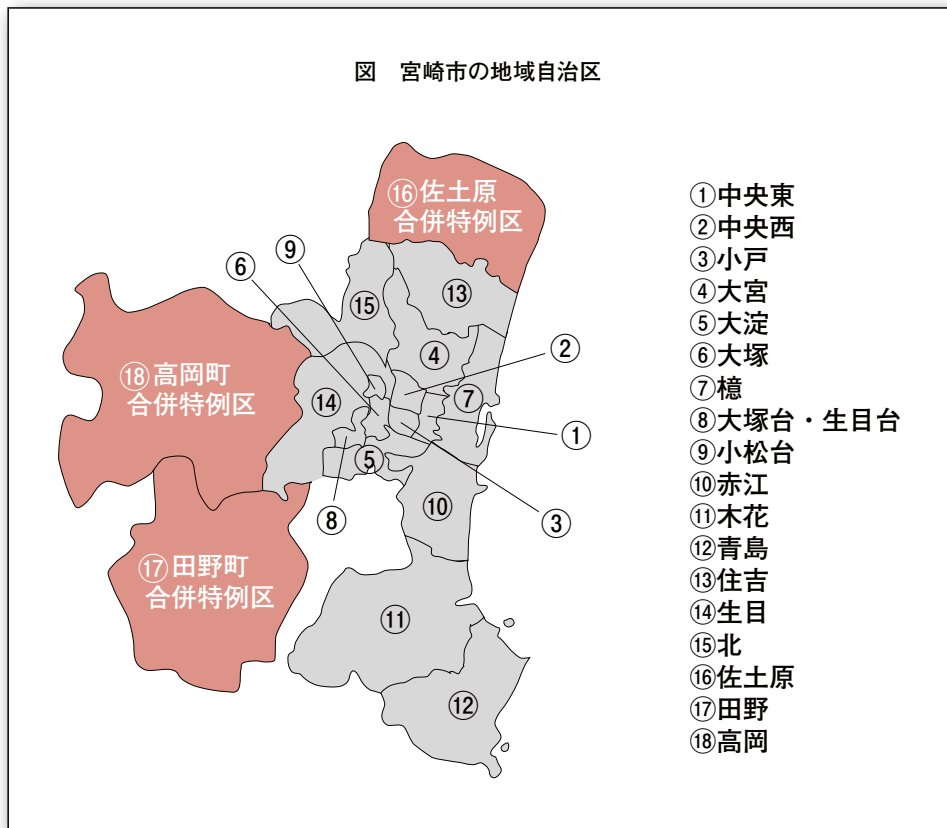 図　宮崎市の地域自治区
⑯佐土原
合併特例区
⑨
⑥
⑮
⑬
④
②
⑱高岡町
合併特例区
⑭
⑦
①
⑤
⑧
⑩
③
⑰田野町
合併特例区
⑪
⑫
①中央東
②中央西
③小戸
④大宮
⑤大淀
⑥大塚
⑦檍
⑧大塚台・生目台
⑨小松台
⑩赤江
⑪木花
⑫青島
⑬住吉
⑭生目
⑮北
⑯佐土原
⑰田野
⑱高岡